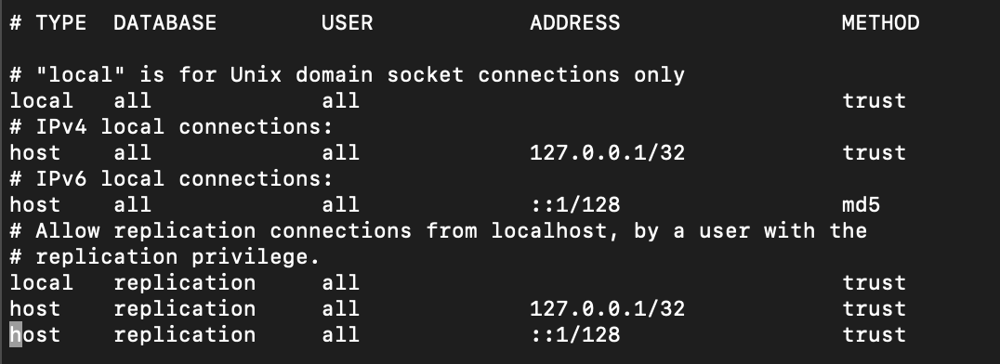 # TYPE  DATABASE        USER            ADDRESS                 METHOD

# "local" is for Unix domain socket connections only
local   all             all                                     trust
# IPv4 local connections:
host    all             all             127.0.0.1/32            trust
# IPv6 local connections:
host    all             all             ::1/128                 md5
# Allow replication connections from localhost, by a user with the
# replication privilege.
local   replication     all                                     trust
host    replication     all             127.0.0.1/32            trust
host    replication     all             ::1/128                 trust